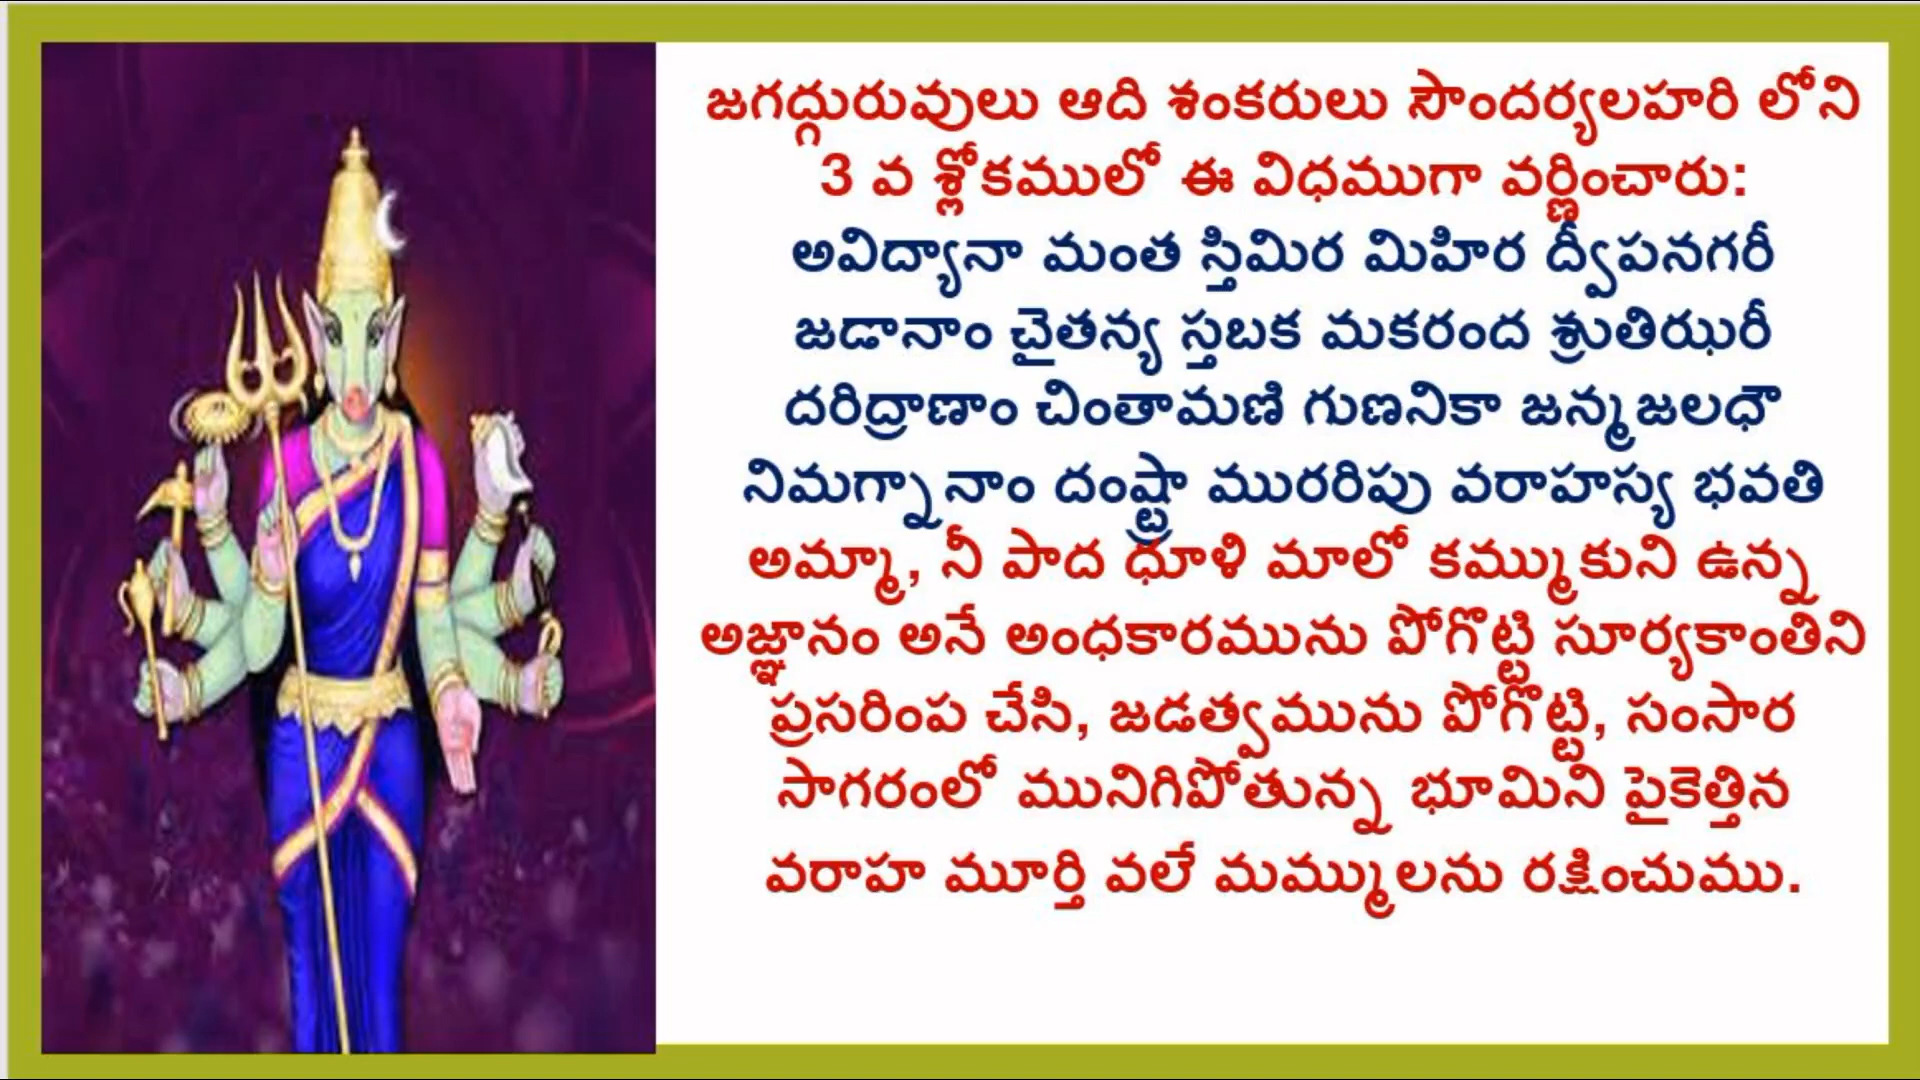 జగద్గురువులు ఆది శంకరులు సౌందర్యలహరి లోని
3 వ శ్లోకములో ఈ విధముగా వర్ణించారు:
అవిద్యానా మంత స్తిమిర మిహిర ద్వీపనగరీ
జడానాం చైతన్య స్తబక మకరంద శ్రుతిఝరీ
దరిద్రాణాం చింతామణి గుణనికా జన్మజలధౌ
నిమగ్నానాం దంష్ట్రా మురరిపు వరాహస్య భవతి
అమ్మా, నీ పాద ధూళి మాలో కమ్ముకుని ఉన్న
అజ్ఞానం అనే అంధకారమును పోగొట్టి సూర్యకాంతిని
ప్రసరింప చేసి, జడత్వమును పోగొట్టి, సంసార
సాగరంలో మునిగిపోతున్న భూమిని పైకెత్తిన
వరాహ మూర్తి వలే మమ్ములను రక్షించుము.